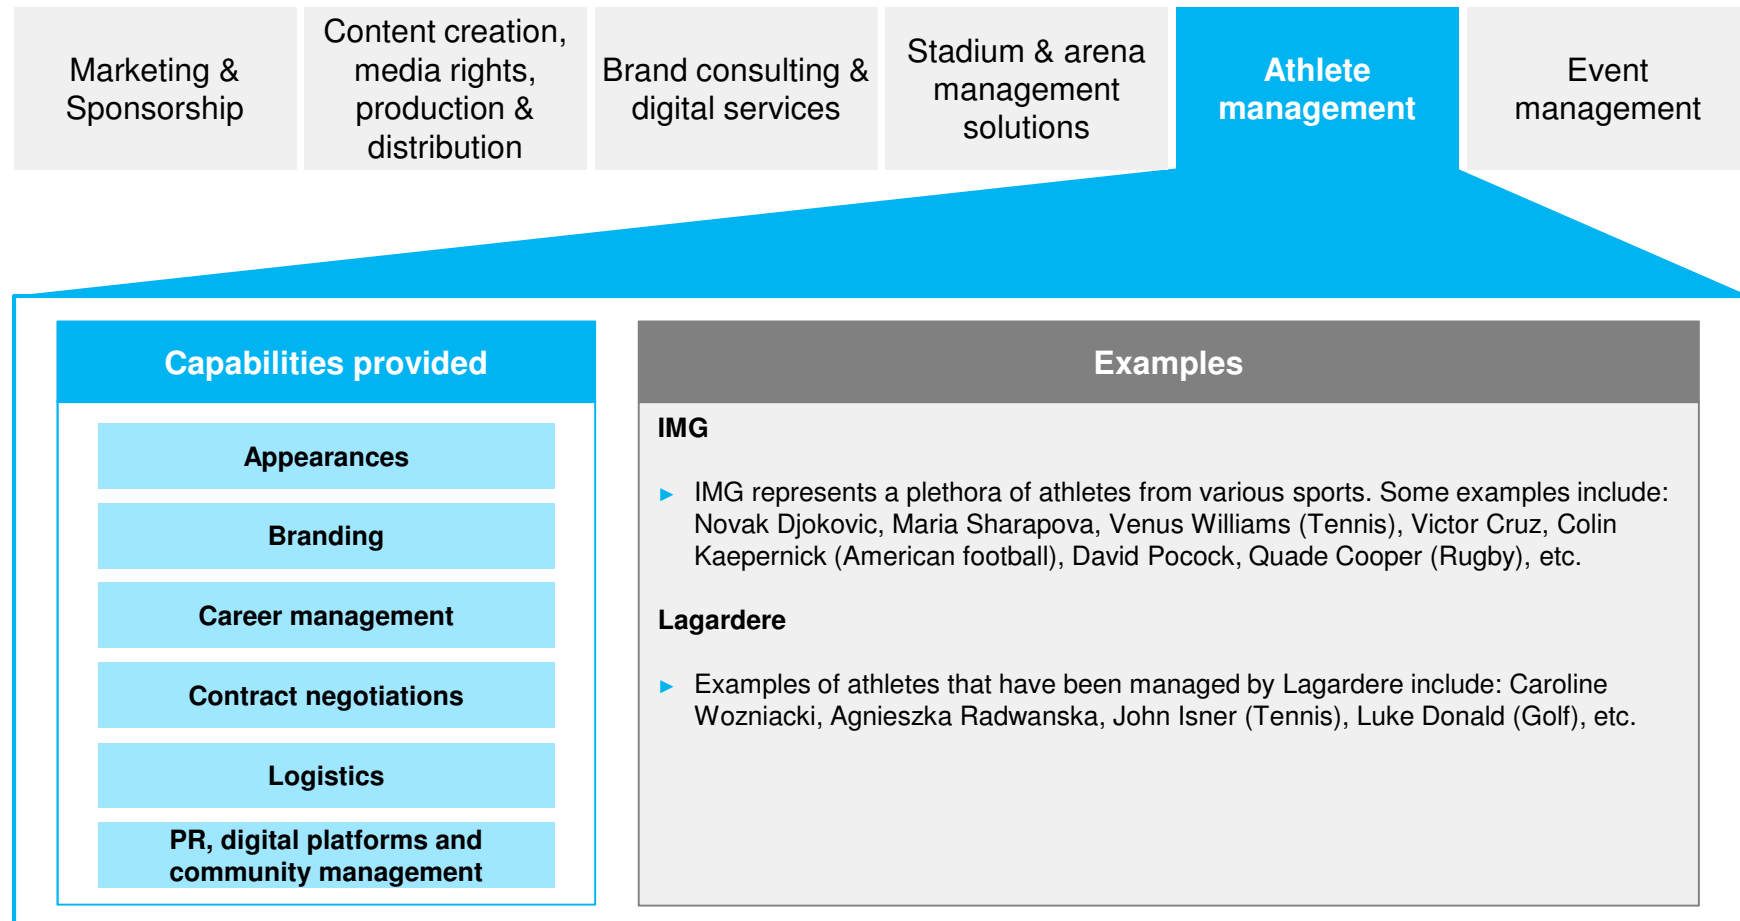 Marketing &
Sponsorship
Content creation,
media rights,
production &
distribution
Brand consulting &
digital services
Stadium & arena
management
solutions
Athlete
management
Event
management
Capabilities provided
Appearances
Branding
Career management
Contract negotiations
Logistics
PR, digital platforms and
community management
Examples
IMG
► IMG represents a plethora of athletes from various sports. Some examples include:
Novak Djokovic, Maria Sharapova, Venus Williams (Tennis), Victor Cruz, Colin
Kaepernick (American football), David Pocock, Quade Cooper (Rugby), etc.
Lagardere
► Examples of athletes that have been managed by Lagardere include: Caroline
Wozniacki, Agnieszka Radwanska, John Isner (Tennis), Luke Donald (Golf), etc.